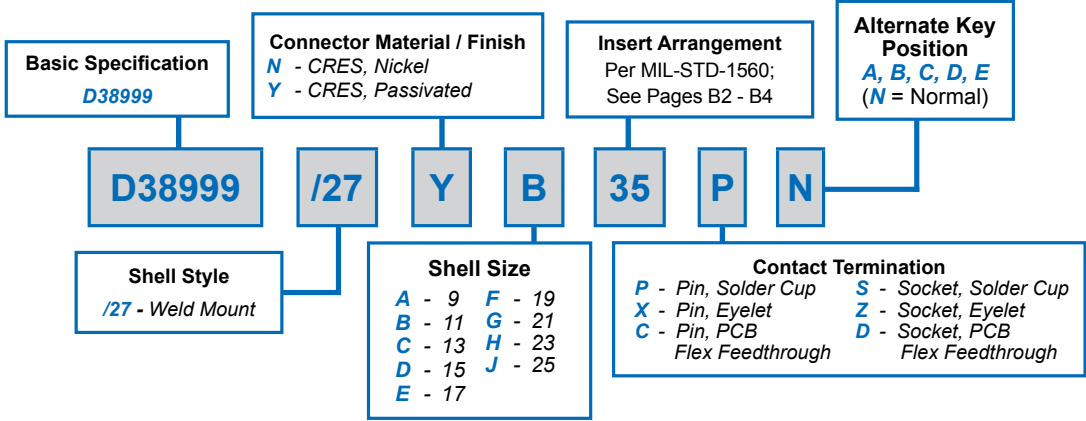 Basic Specification
D38999
Connector Material / Finish
N - CRES, Nickel
Y - CRES, Passivated
Insert Arrangement
Per MIL-STD-1560;
See Pages B2 - B4
Alternate Key
Position
A, B, C, D, E
(N = Normal)
D38999 /27 Y B 35 P N
Shell Style
/27 - Weld Mount
Shell Size
A - 9 F - 19
B - 11 G - 21
C - 13 H - 23
D - 15 J - 25
E - 17
Contact Termination
P - Pin, Solder Cup S - Socket, Solder Cup
X - Pin, Eyelet Z - Socket, Eyelet
C - Pin, PCB D - Socket, PCB
Flex Feedthrough Flex Feedthrough